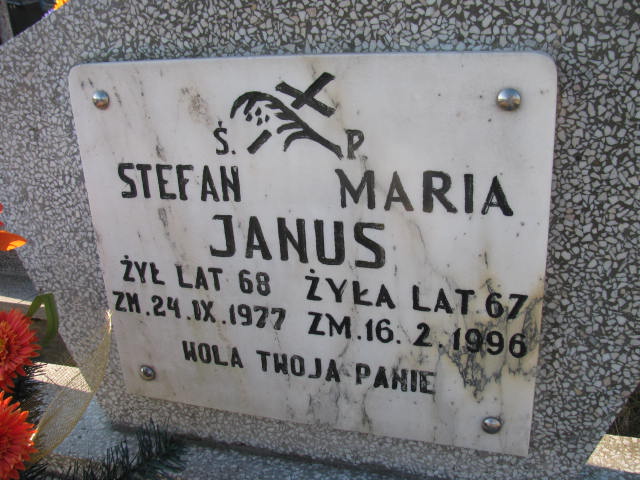 Ś. P
STEFAN MARIA
JANUS
ŻYŁ LAT 68 ŻYŁA LAT 67
ZM. 24. IX. 1977 ZM. 16. 2. 1996
WOLA TWOJA PANIE